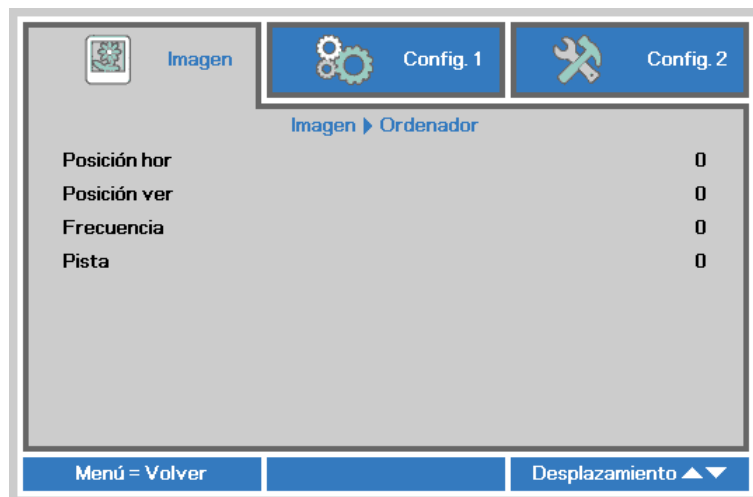 Imagen Config. 1 Config. 2
Imagen Ordenador
Posición hor 0
Posición ver 0
Frecuencia 0
Pista 0
Menú = Volver Desplazamiento